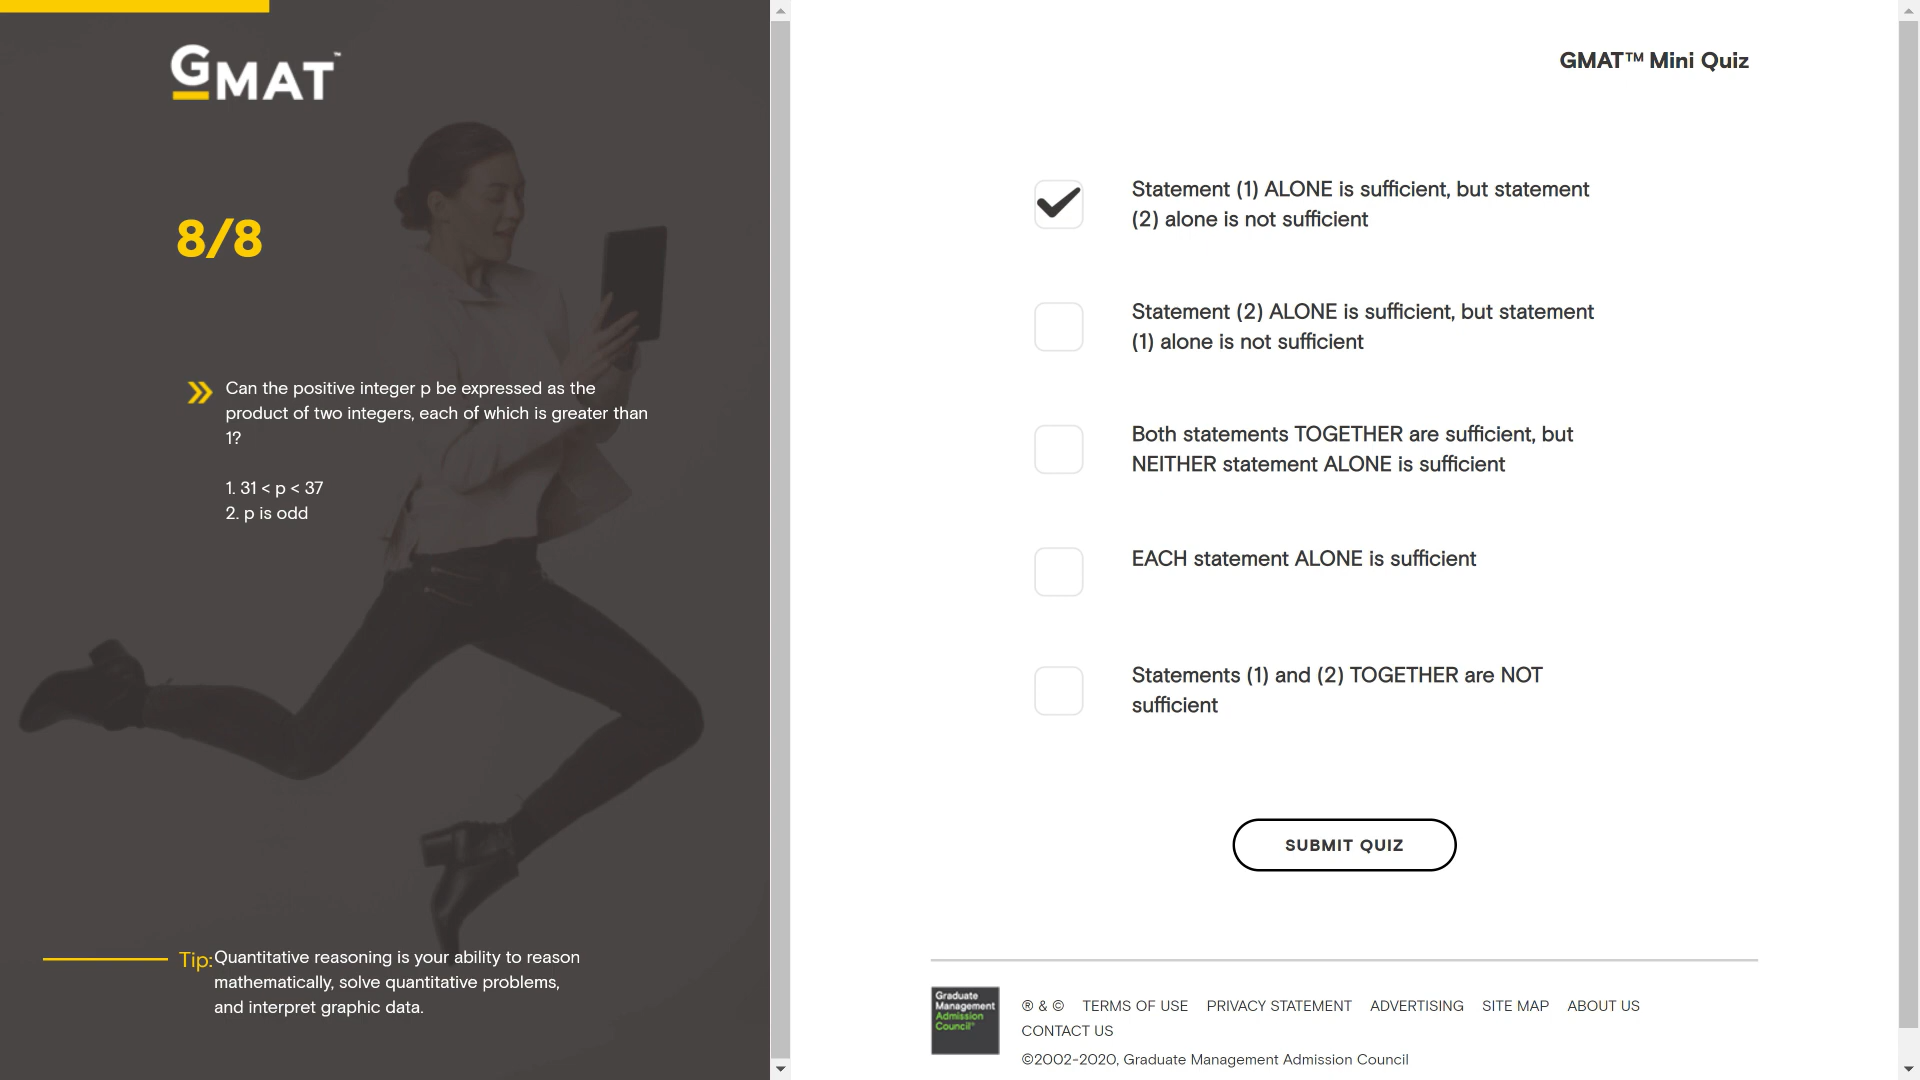 GMAT™
8/8
Can the positive integer p be expressed as the
product of two integers, each of which is greater than
1?
1. 31 < p < 37
2. p is odd
Tip:
Quantitative reasoning is your ability to reason
mathematically, solve quantitative problems,
and interpret graphic data.
GMAT™ Mini Quiz
Statement (1) ALONE is sufficient, but statement
(2) alone is not sufficient
Statement (2) ALONE is sufficient, but statement
(1) alone is not sufficient
Both statements TOGETHER are sufficient, but
NEITHER statement ALONE is sufficient
EACH statement ALONE is sufficient
Statements (1) and (2) TOGETHER are NOT
sufficient
SUBMIT QUIZ
Graduate
Management
Admission
Council®
® & © TERMS OF USE PRIVACY STATEMENT ADVERTISING SITE MAP ABOUT US
CONTACT US
©2002-2020, Graduate Management Admission Council